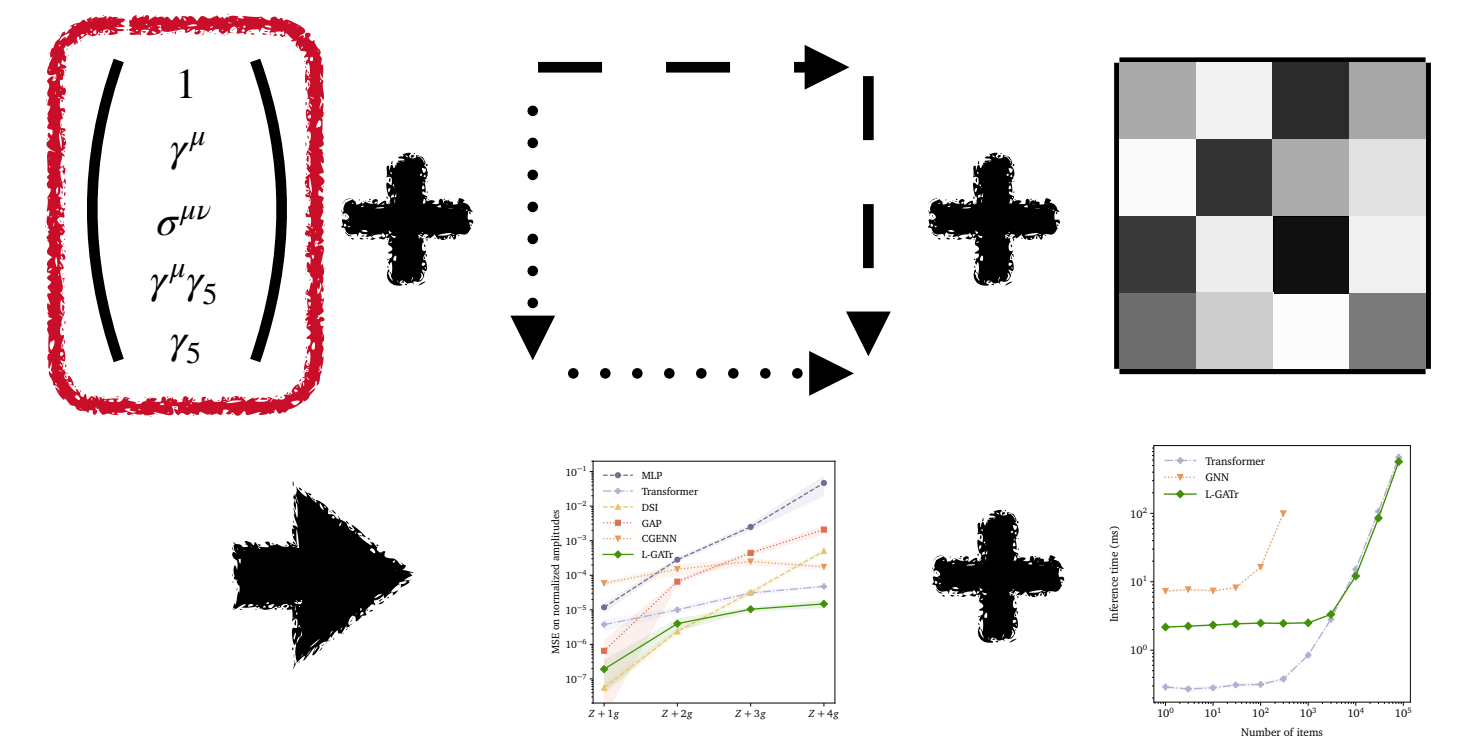 1
γ^μ
σ^{μν}
γ^μγ_5
γ_5
MSE on normalized amplitudes
10^{-1}
10^{-2}
10^{-3}
10^{-4}
10^{-5}
10^{-6}
10^{-7}
MLP
Transformer
DSI
GAP
CGENN
L-GATr
Z + 1g
Z + 2g
Z + 3g
Z + 4g
Inference time (ms)
10^2
10^1
10^0
Transformer
GNN
L-GATr
10^0
10^1
10^2
10^3
10^4
10^5
Number of items